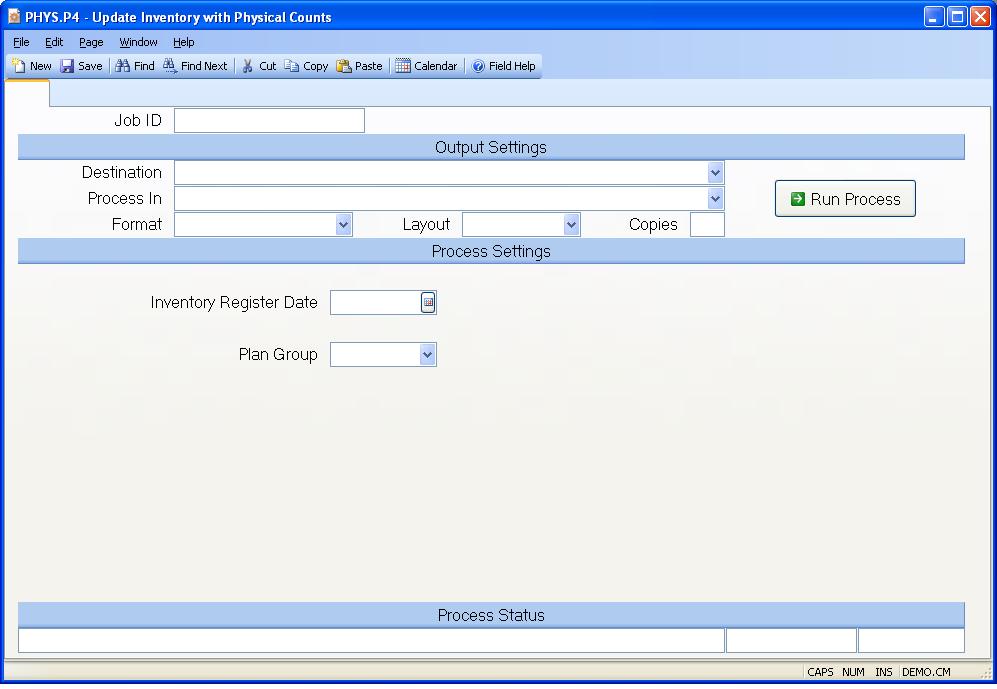 PHYS.P4 - Update Inventory with Physical Counts
File Edit Page Window Help
New Save Find Find Next Cut Copy Paste Calendar Field Help
Job ID
Output Settings
Destination
Process In
Run Process
Format Layout Copies
Process Settings
Inventory Register Date
Plan Group
Process Status
CAPS NUM INS DEMO.CM